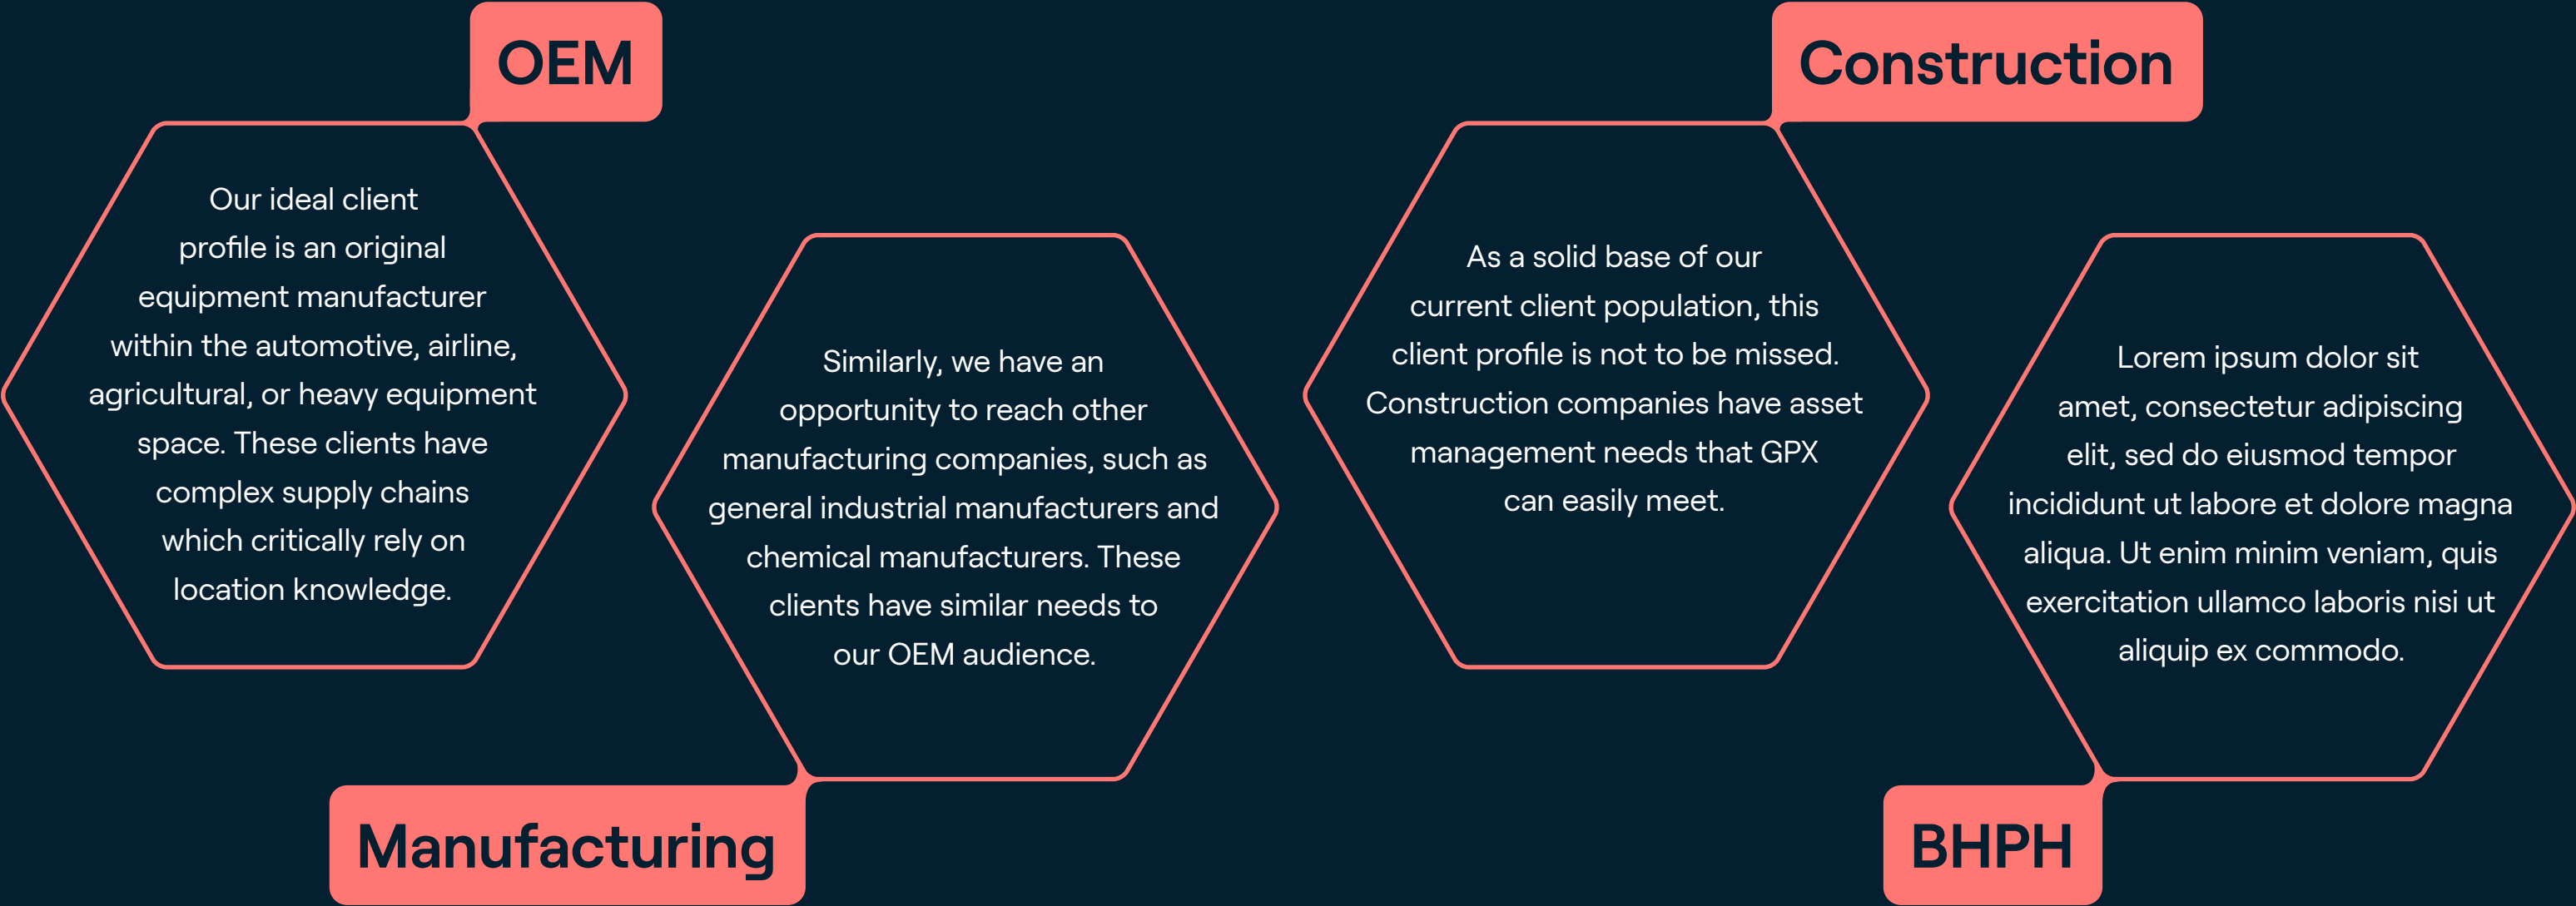 OEM
Our ideal client
profile is an original
equipment manufacturer
within the automotive, airline,
agricultural, or heavy equipment
space. These clients have
complex supply chains
which critically rely on
location knowledge.
Similarly, we have an
opportunity to reach other
manufacturing companies, such as
general industrial manufacturers and
chemical manufacturers. These
clients have similar needs to
our OEM audience.
Manufacturing
Construction
As a solid base of our
current client population, this
client profile is not to be missed.
Construction companies have asset
management needs that GPX
can easily meet.
Lorem ipsum dolor sit
amet, consectetur adipiscing
elit, sed do eiusmod tempor
incididunt ut labore et dolore magna
aliqua. Ut enim minim veniam, quis
exercitation ullamco laboris nisi ut
aliquip ex commodo.
BHPH